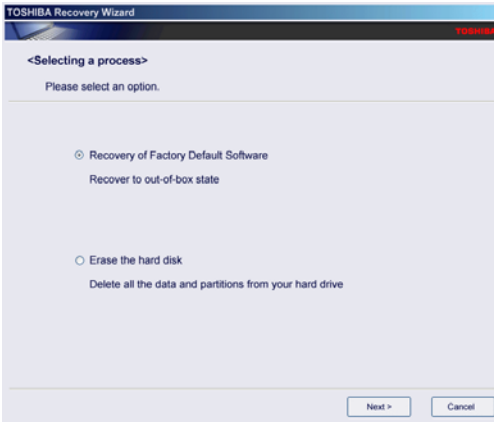 TOSHIBA Recovery Wizard
TOSHIBA
<Selecting a process>
Please select an option.
Recovery of Factory Default Software
Recover to out-of-box state
Erase the hard disk
Delete all the data and partitions from your hard drive
Next >
Cancel